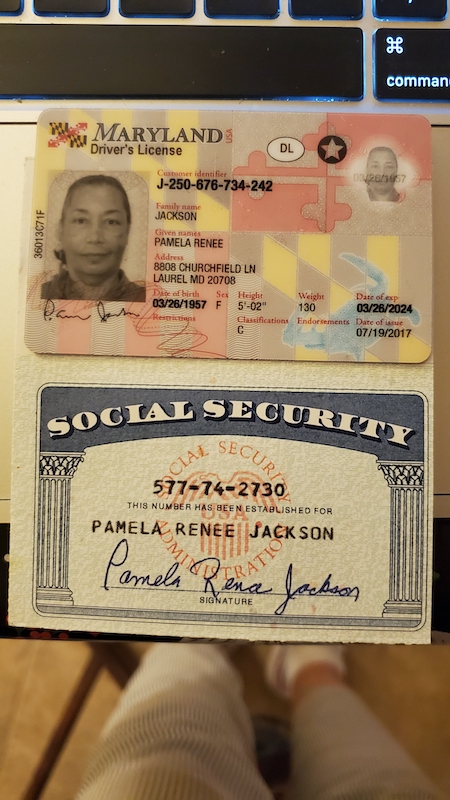 ⌘
command
MARYLAND USA
Driver's License
DL
Customer identifier
J-250-676-734-242
03/26/1957
Family name
JACKSON
Given names
PAMELA RENEE
Address
8808 CHURCHFIELD LN
LAUREL MD 20708
36013C71F
Date of birth Sex Height Weight Date of exp
03/26/1957 F 5'-02" 130 03/26/2024
Restrictions Classifications Endorsements Date of issue
C 07/19/2017
SOCIAL SECURITY
SOCIAL SECURITY
577-74-2730
THIS NUMBER HAS BEEN ESTABLISHED FOR
USA
PAMELA RENEE JACKSON
ADMINISTRATION
Pamela Renee Jackson
SIGNATURE